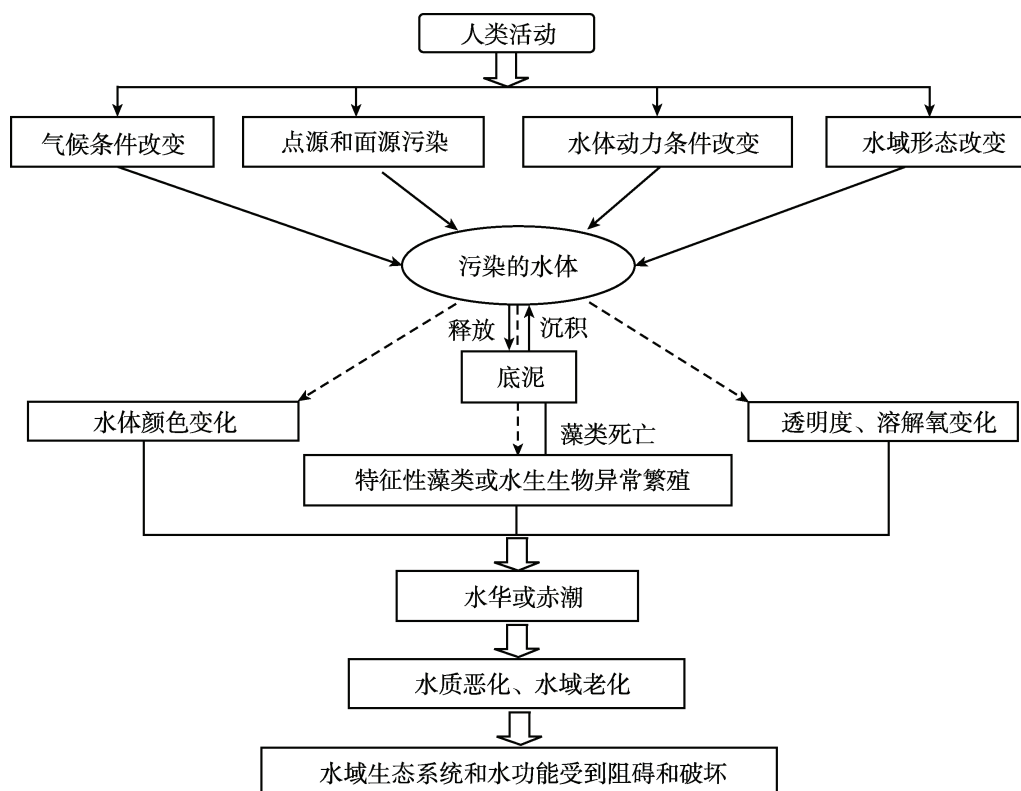 人类活动
气候条件改变
点源和面源污染
水体动力条件改变
水域形态改变
污染的水体
释放
沉积
底泥
水体颜色变化
藻类死亡
透明度、溶解氧变化
特征性藻类或水生生物异常繁殖
水华或赤潮
水质恶化、水域老化
水域生态系统和水功能受到阻碍和破坏